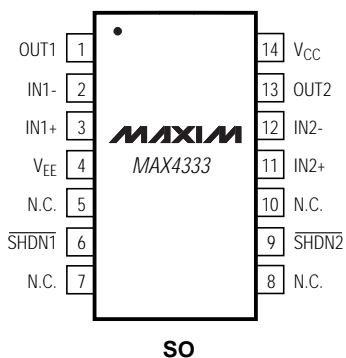 OUT1 1 14 VCC
IN1- 2 13 OUT2
IN1+ 3 MAXIM 12 IN2-
VEE 4 MAX4333 11 IN2+
N.C. 5 10 N.C.
SHDN1 6 9 SHDN2
N.C. 7 8 N.C.
SO